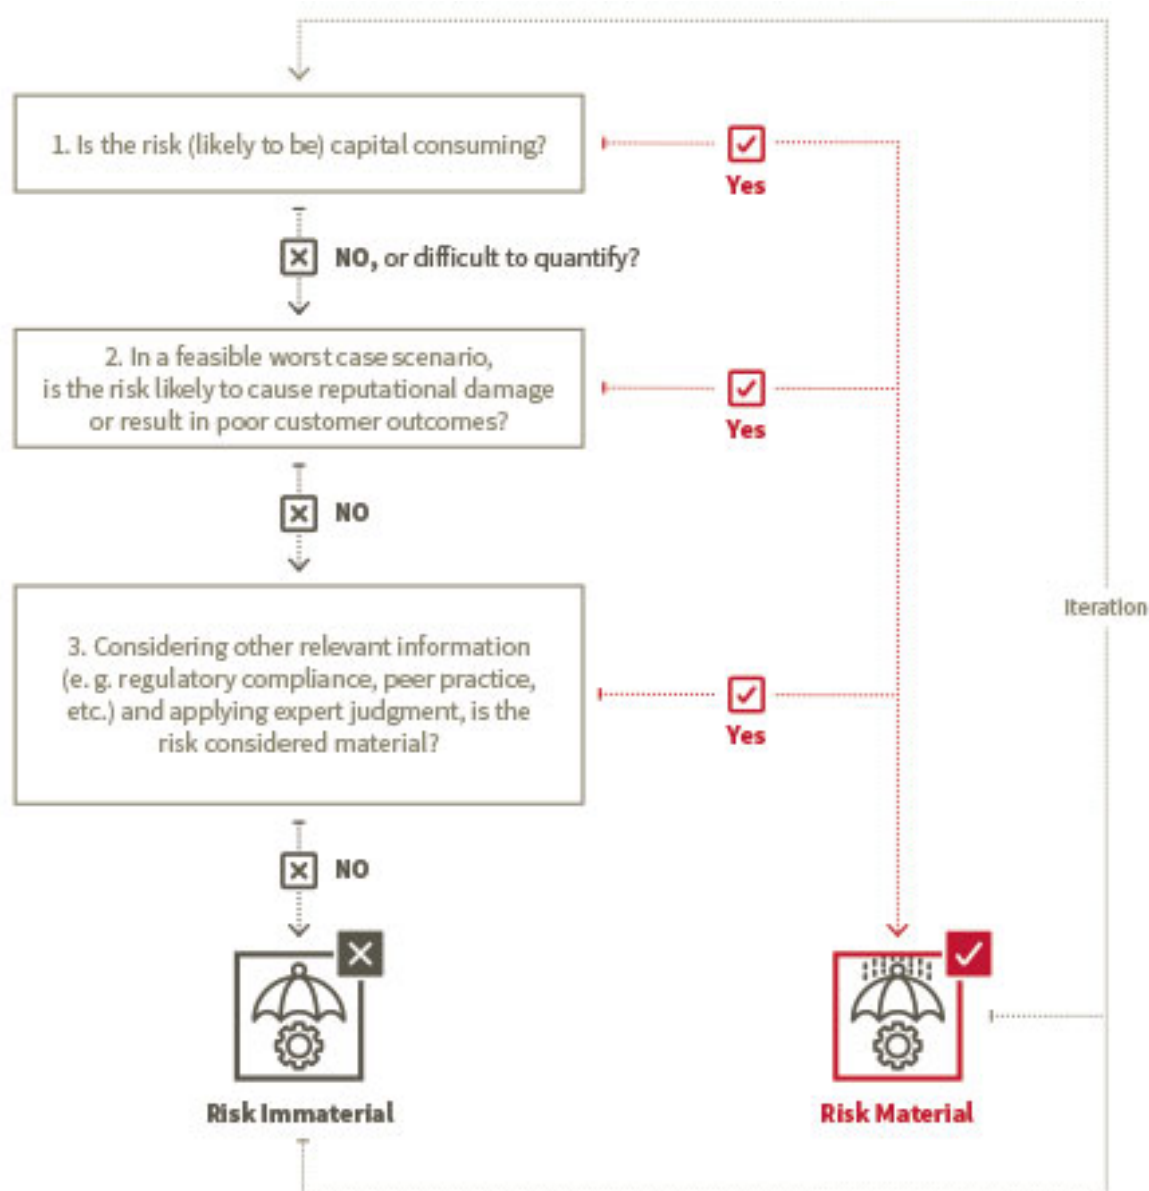 1. Is the risk (likely to be) capital consuming?
Yes
NO, or difficult to quantify?
2. In a feasible worst case scenario,
is the risk likely to cause reputational damage
or result in poor customer outcomes?
Yes
NO
3. Considering other relevant information
(e. g. regulatory compliance, peer practice,
etc.) and applying expert judgment, is the
risk considered material?
Yes
Iteration
NO
Risk Immaterial
Risk Material